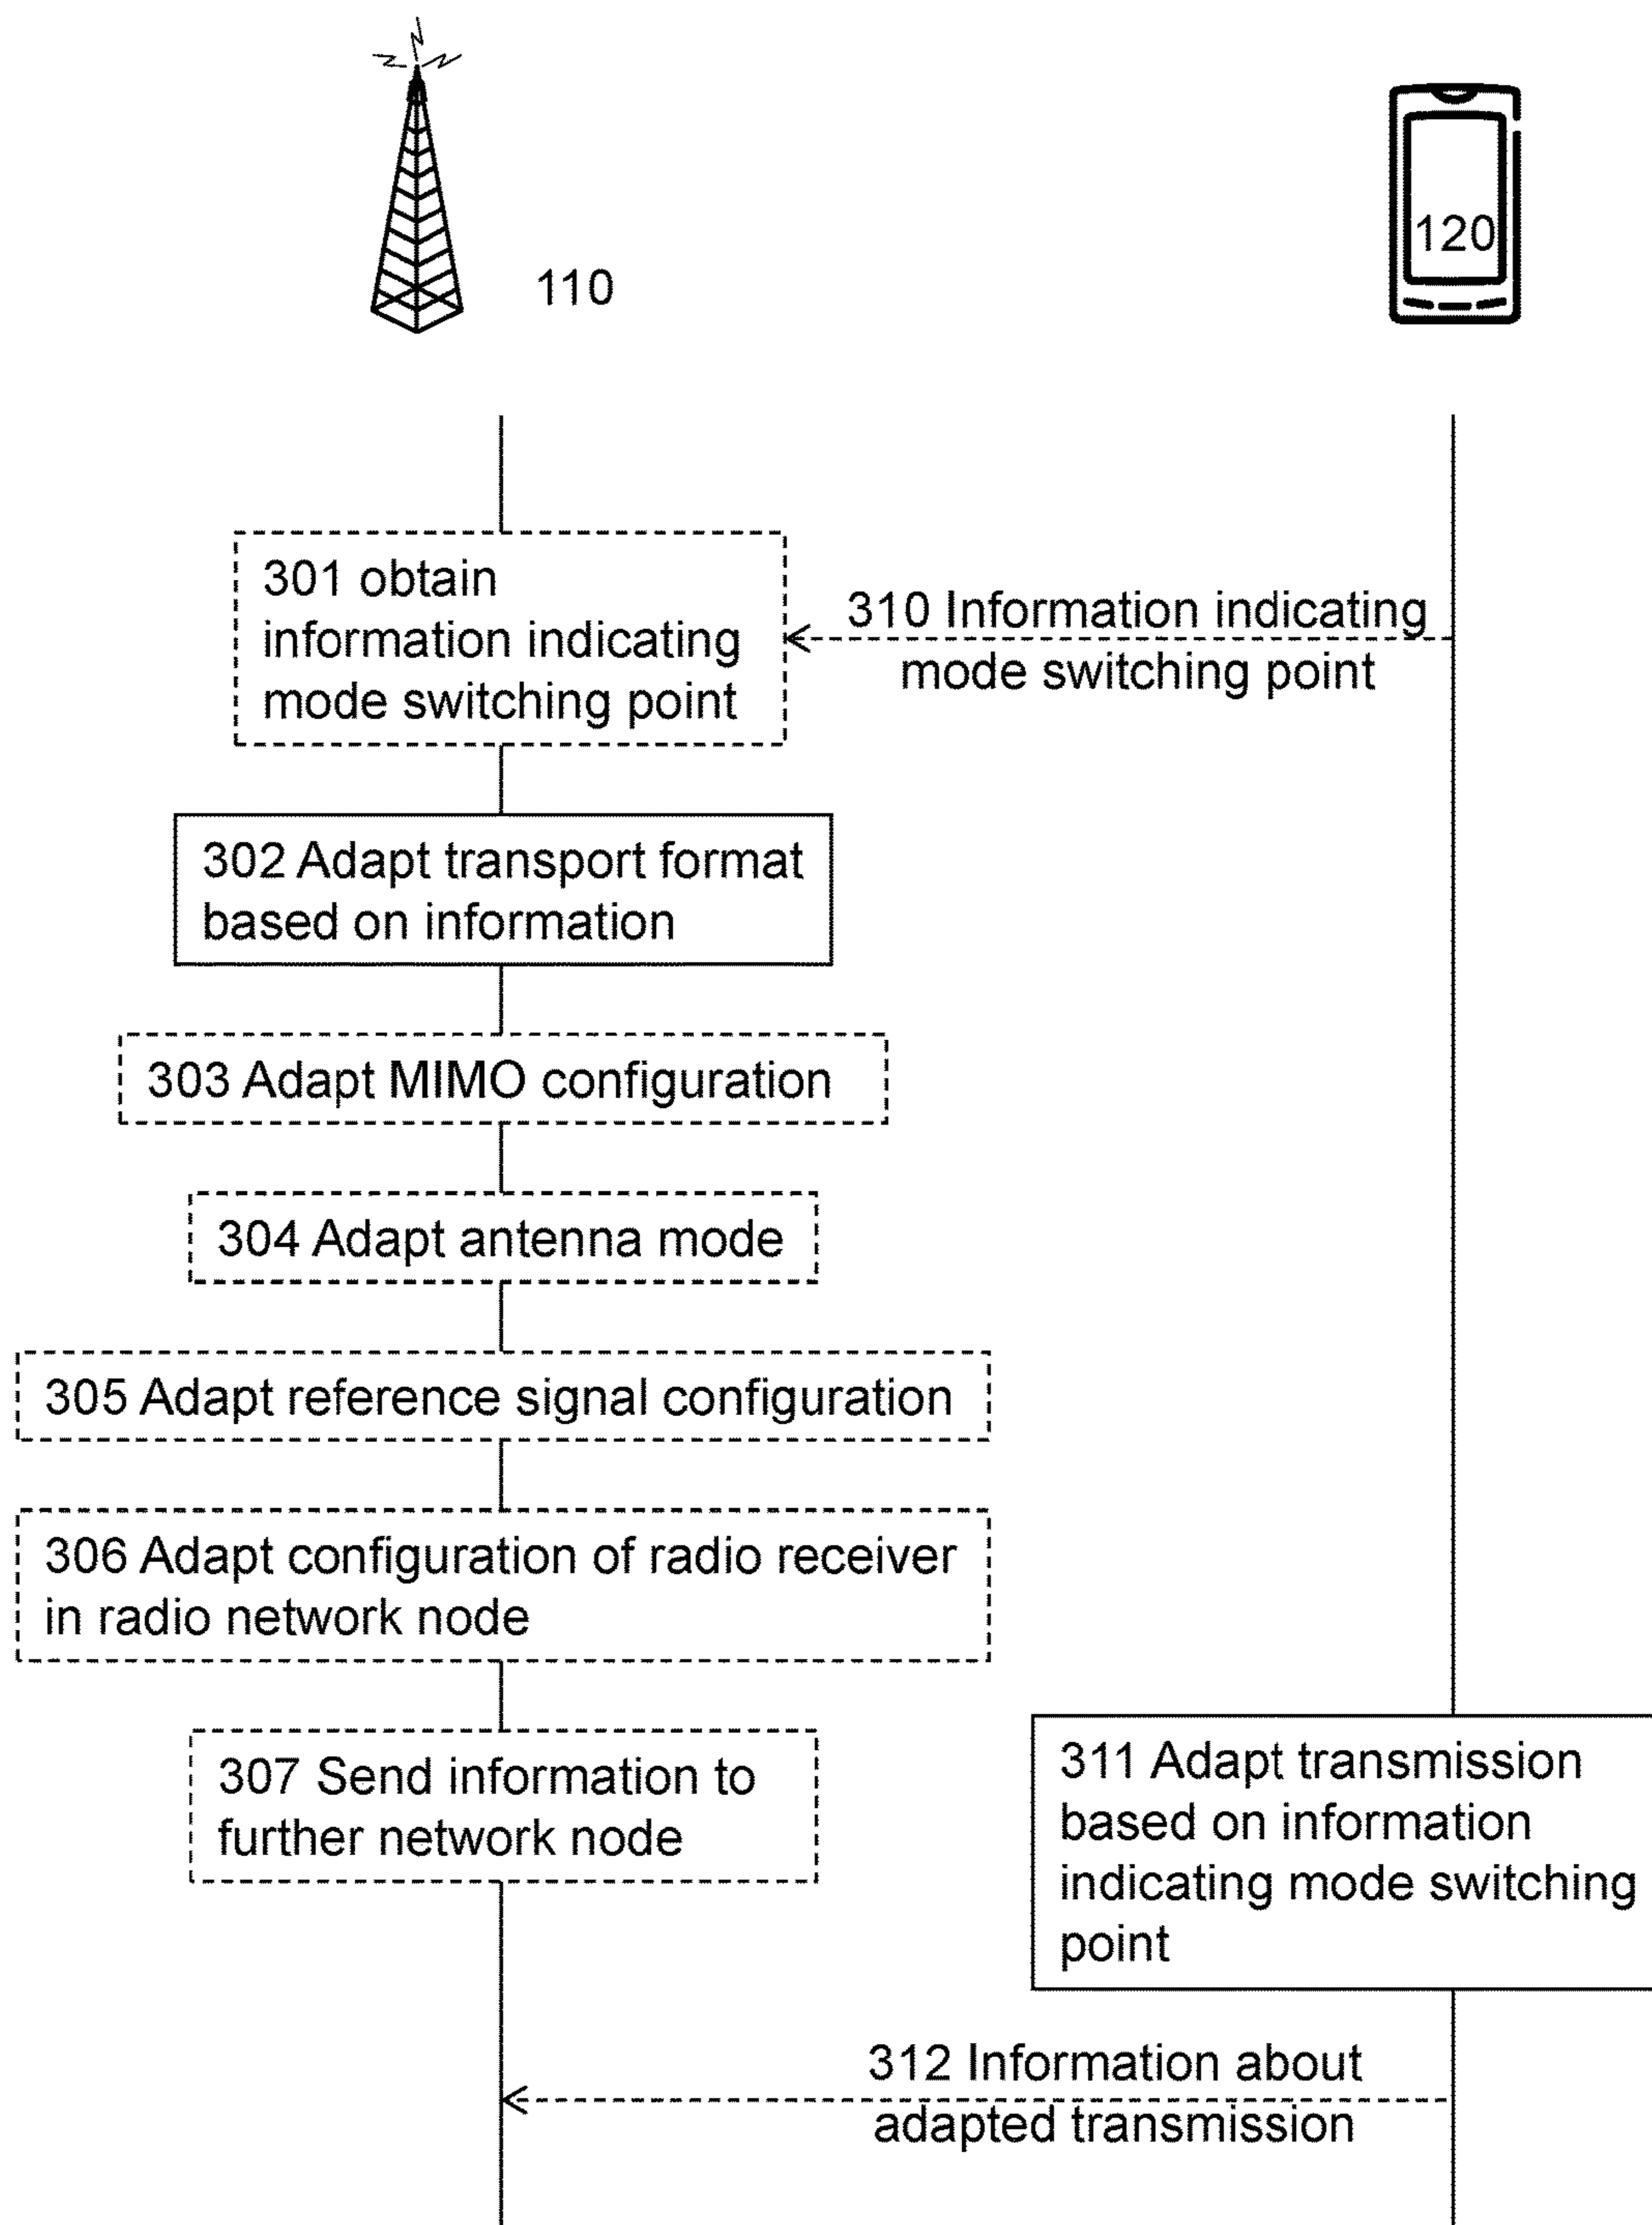 110
120
301 obtain
information indicating
mode switching point
310 Information indicating
mode switching point
302 Adapt transport format
based on information
303 Adapt MIMO configuration
304 Adapt antenna mode
305 Adapt reference signal configuration
306 Adapt configuration of radio receiver
in radio network node
307 Send information to
further network node
311 Adapt transmission
based on information
indicating mode switching
point
312 Information about
adapted transmission